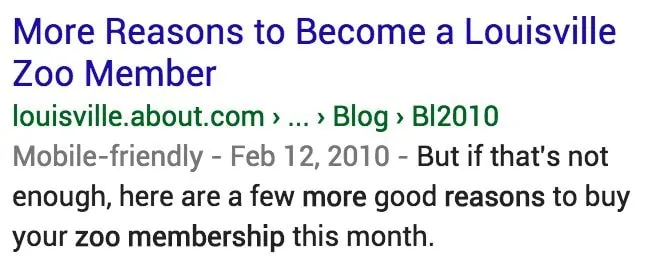 More Reasons to Become a Louisville
Zoo Member
louisville.about.com › ... › Blog › Bl2010
Mobile-friendly - Feb 12, 2010 - But if that's not
enough, here are a few more good reasons to buy
your zoo membership this month.